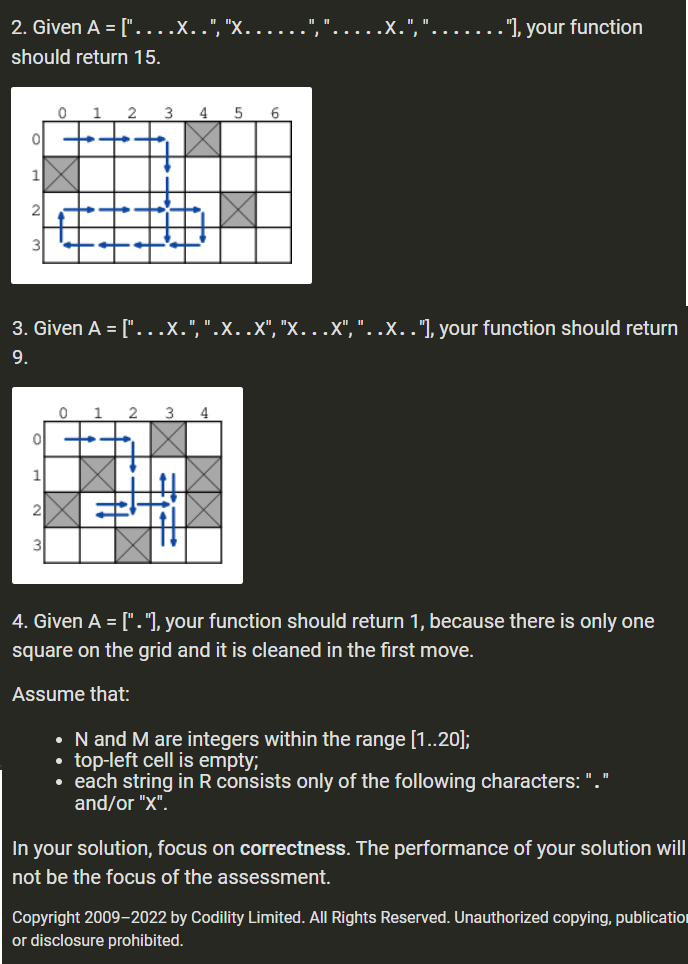 2. Given A = ["....X..", "X......", ".....X.", "......."], your function
should return 15.
0 1 2 3 4 5 6
0
1
2
3
3. Given A = ["...X.", ".X..X", "X...X", "..X.."], your function should return
9.
0 1 2 3 4
0
1
2
3
4. Given A = ["."], your function should return 1, because there is only one
square on the grid and it is cleaned in the first move.
Assume that:
• N and M are integers within the range [1..20];
• top-left cell is empty;
• each string in R consists only of the following characters: "."
and/or "X".
In your solution, focus on correctness. The performance of your solution will
not be the focus of the assessment.
Copyright 2009–2022 by Codility Limited. All Rights Reserved. Unauthorized copying, publication
or disclosure prohibited.